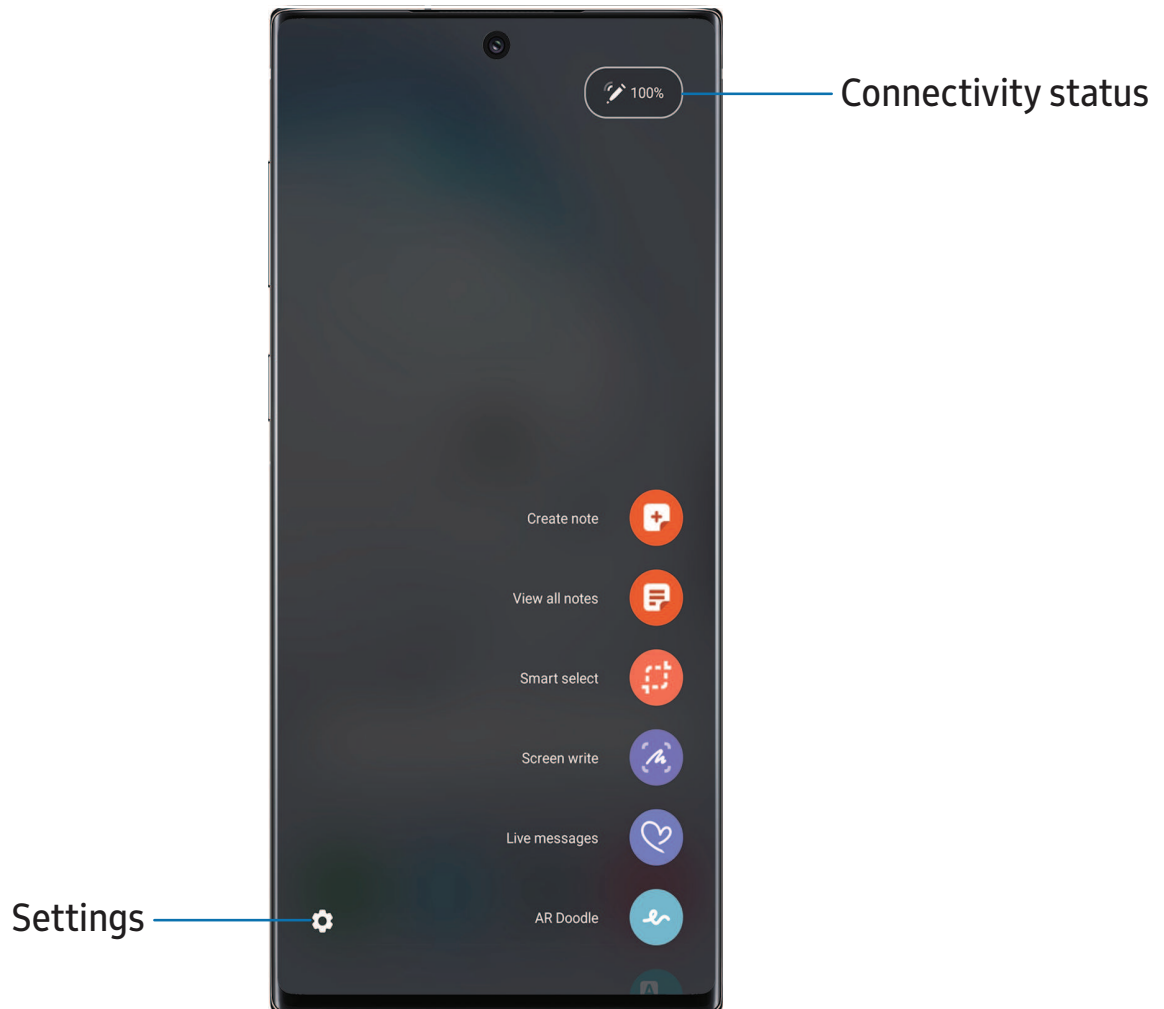 100%
Connectivity status
Create note
View all notes
Smart select
Screen write
Live messages
Settings
AR Doodle
A